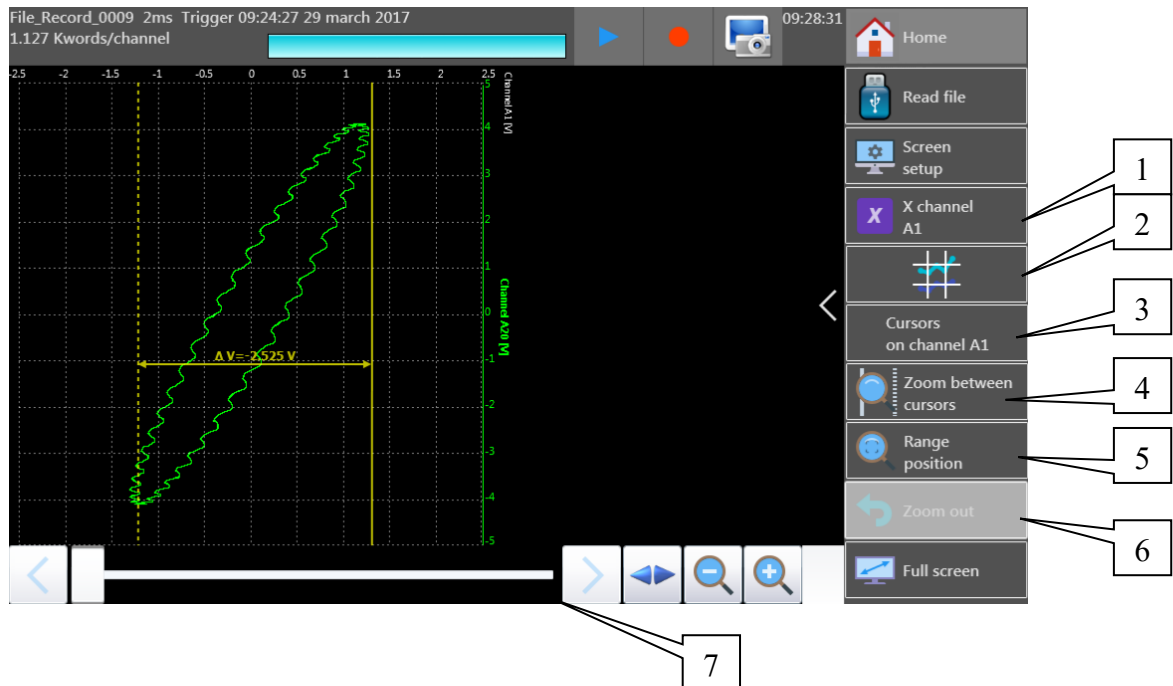 File_Record_0009 2ms Trigger 09:24:27 29 march 2017
1.127 Kwords/channel
09:28:31
Home
-2.5 -2 -1.5 -1 -0.5 0 0.5 1 1.5 2 2.5
Channel A1 [V]
5
4
3
2
1
0
-1
-2
-3
-4
-5
Channel A20 [V]
Δ V=-2.525 V
Read file
Screen
setup
X
X channel
A1
Cursors
on channel A1
Zoom between
cursors
Range
position
Zoom out
Full screen
1
2
3
4
5
6
7